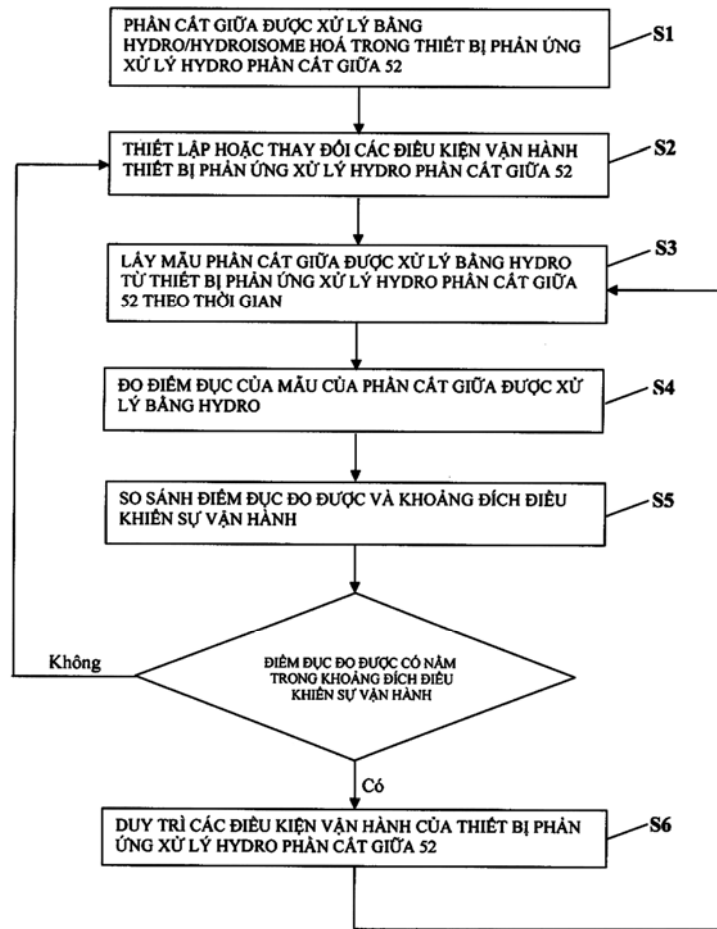 PHẦN CẮT GIỮA ĐƯỢC XỬ LÝ BẰNG
HYDRO/HYDROISOME HOÁ TRONG THIẾT BỊ PHẢN ỨNG
XỬ LÝ HYDRO PHẦN CẮT GIỮA 52
S1
THIẾT LẬP HOẶC THAY ĐỔI CÁC ĐIỀU KIỆN VẬN HÀNH
THIẾT BỊ PHẢN ỨNG XỬ LÝ HYDRO PHẦN CẮT GIỮA 52
S2
LẤY MẪU PHẦN CẮT GIỮA ĐƯỢC XỬ LÝ BẰNG HYDRO
TỪ THIẾT BỊ PHẢN ỨNG XỬ LÝ HYDRO PHẦN CẮT GIỮA
52 THEO THỜI GIAN
S3
ĐO ĐIỂM ĐỤC CỦA MẪU CỦA PHẦN CẮT GIỮA ĐƯỢC XỬ
LÝ BẰNG HYDRO
S4
SO SÁNH ĐIỂM ĐỤC ĐO ĐƯỢC VÀ KHOẢNG ĐÍCH ĐIỀU
KHIỂN SỰ VẬN HÀNH
S5
Không
ĐIỂM ĐỤC ĐO ĐƯỢC CÓ NẰM
TRONG KHOẢNG ĐÍCH ĐIỀU
KHIỂN SỰ VẬN HÀNH
Có
DUY TRÌ CÁC ĐIỀU KIỆN VẬN HÀNH CỦA THIẾT BỊ PHẢN
ỨNG XỬ LÝ HYDRO PHẦN CẮT GIỮA 52
S6